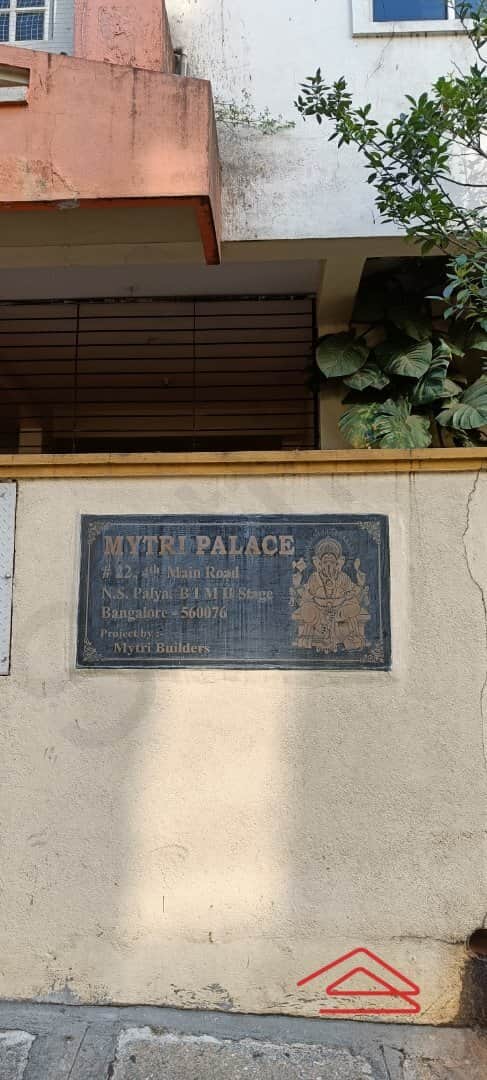 MYTRI PALACE
# 12, 4th Main Road
N.S. Palya, B T M II Stage
Bangalore - 560076
Project by :-
Mytri Builders